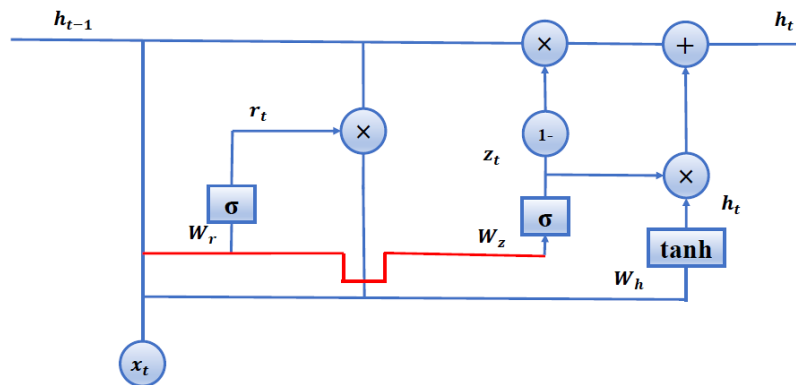 h_{t-1}
h_t
×
+
r_t
×
1-
z_t
×
σ
σ
h_t
W_r
W_z
tanh
W_h
x_t